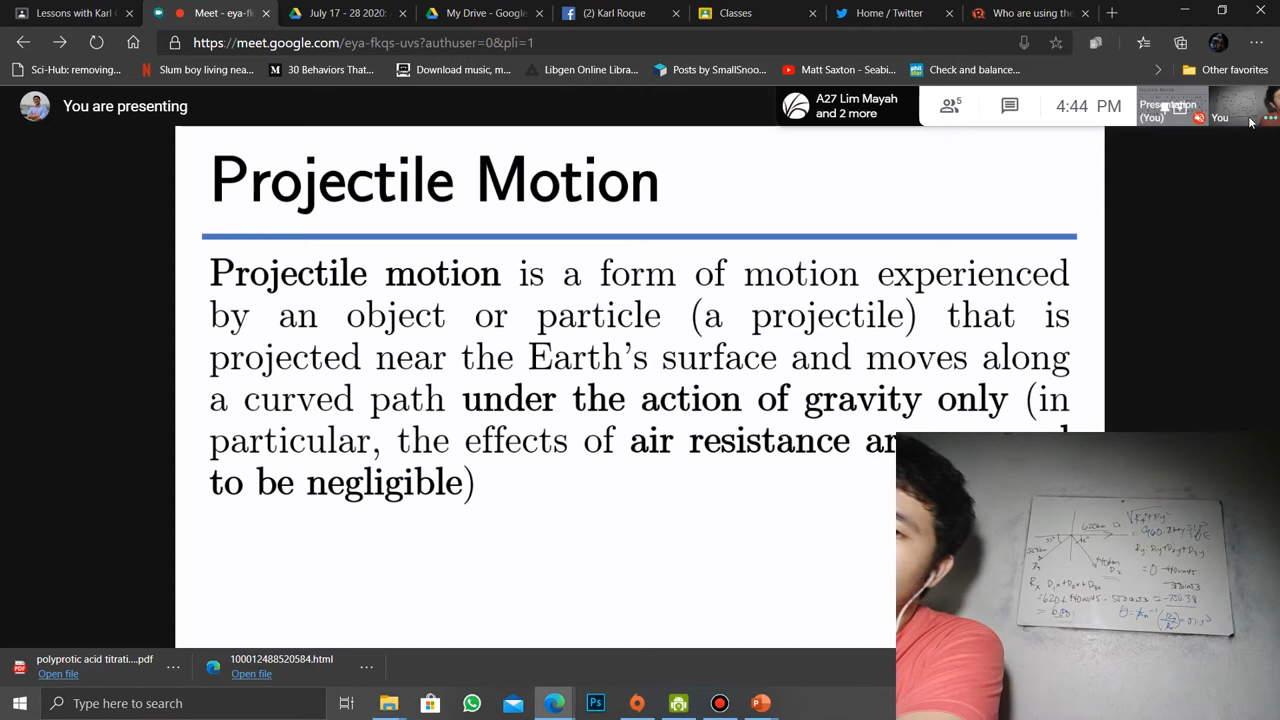 Lessons with Karl C
Meet - eya-f
July 17 - 28 2020:
My Drive - Google
(2) Karl Roque
Classes
Home / Twitter
Who are using the
https://meet.google.com/eya-fkqs-uvs?authuser=0&pli=1
Sci-Hub: removing...
Slum boy living nea...
30 Behaviors That...
Download music, m...
Libgen Online Libra...
Posts by SmallSnoo...
Matt Saxton - Seabi...
Check and balance...
Other favorites
You are presenting
A27 Lim Mayah
and 2 more
5
4:44 PM
Presentation
(You)
You
Projectile Motion
Projectile motion is a form of motion experienced
by an object or particle (a projectile) that is
projected near the Earth's surface and moves along
a curved path under the action of gravity only (in
particular, the effects of air resistance
to be negligible)
polyprotic acid titrati....pdf
Open file
100012488520584.html
Open file
Type here to search